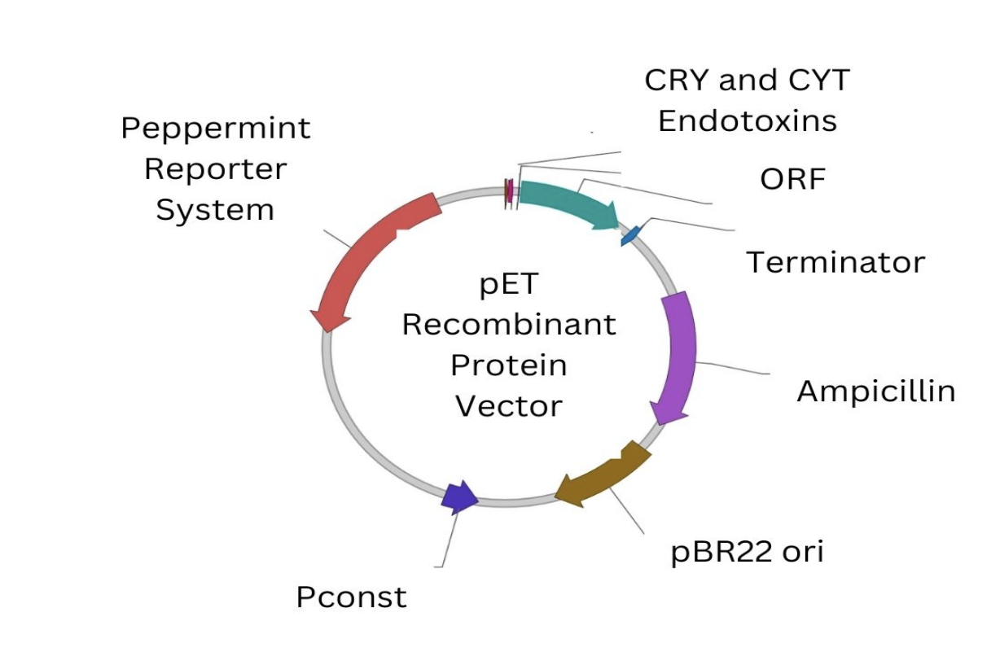 CRY and CYT
Endotoxins
Peppermint
Reporter
System
ORF
Terminator
pET
Recombinant
Protein
Vector
Ampicillin
pBR22 ori
Pconst